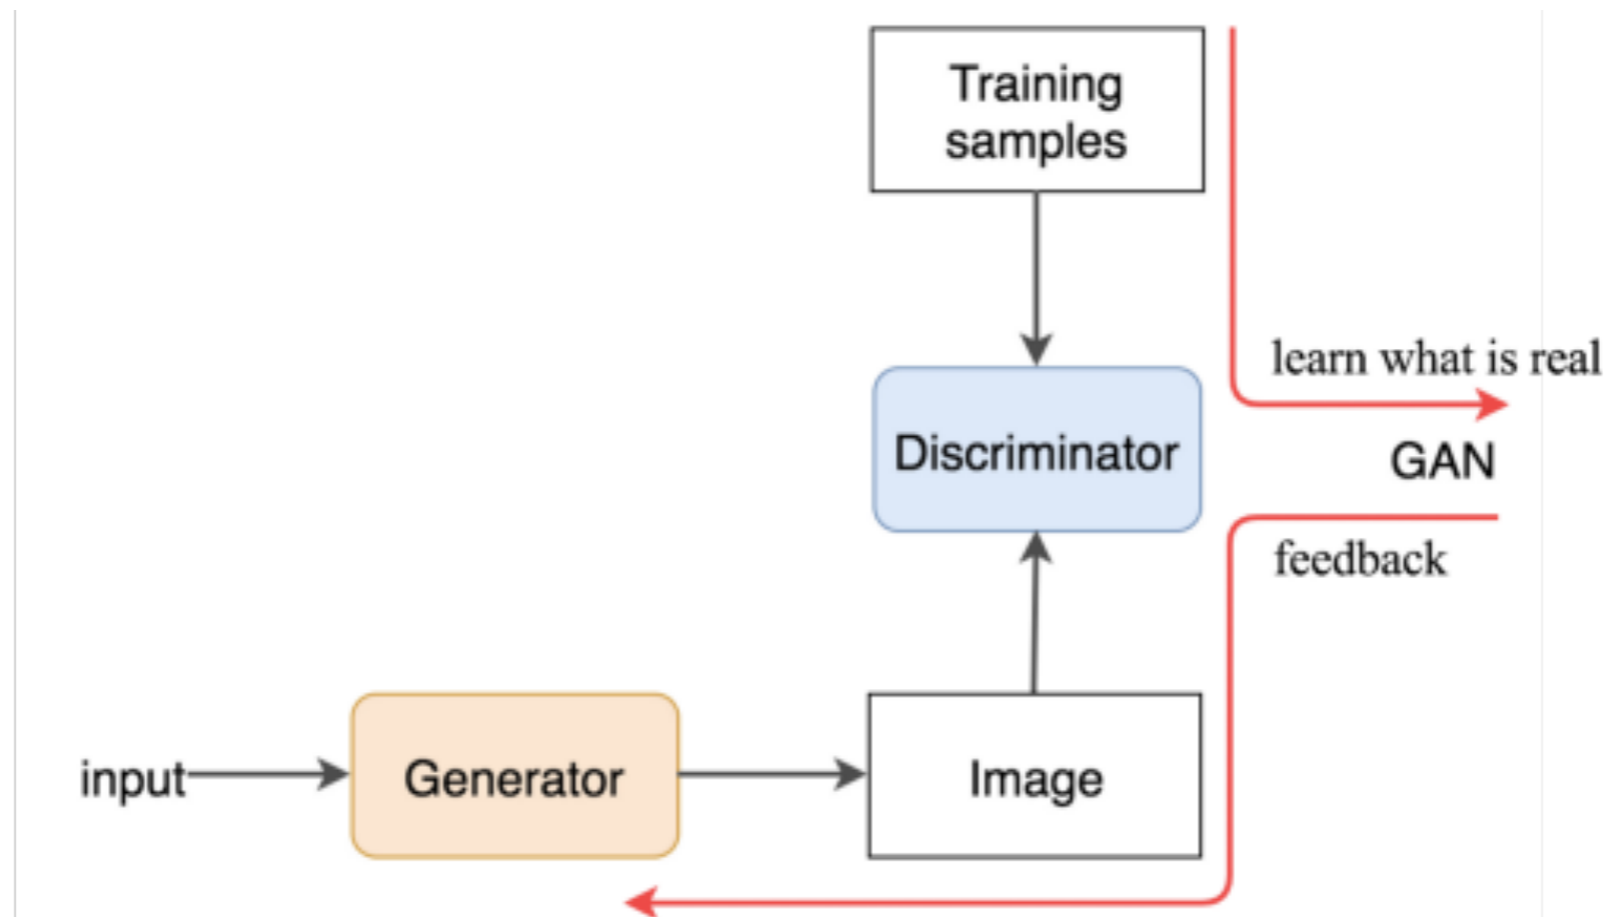 Training
samples
learn what is real
Discriminator
GAN
feedback
input
Generator
Image